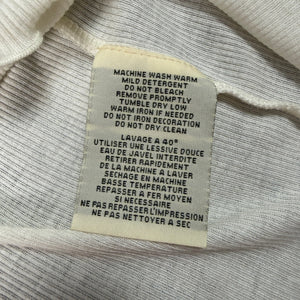 MACHINE WASH WARM
MILD DETERGENT
DO NOT BLEACH
REMOVE PROMPTLY
TUMBLE DRY LOW
WARM IRON IF NEEDED
DO NOT IRON DECORATION
DO NOT DRY CLEAN
LAVAGE A 40°
UTILISER UNE LESSIVE DOUCE
EAU DE JAVEL INTERDITE
RETIRER RAPIDEMENT
DE LA MACHINE A LAVER
SECHAGE EN MACHINE
BASSE TEMPERATURE
REPASSER A FER MOYEN
SI NECESSAIRE
NE PAS REPASSER L'IMPRESSION
NE PAS NETTOYER A SEC